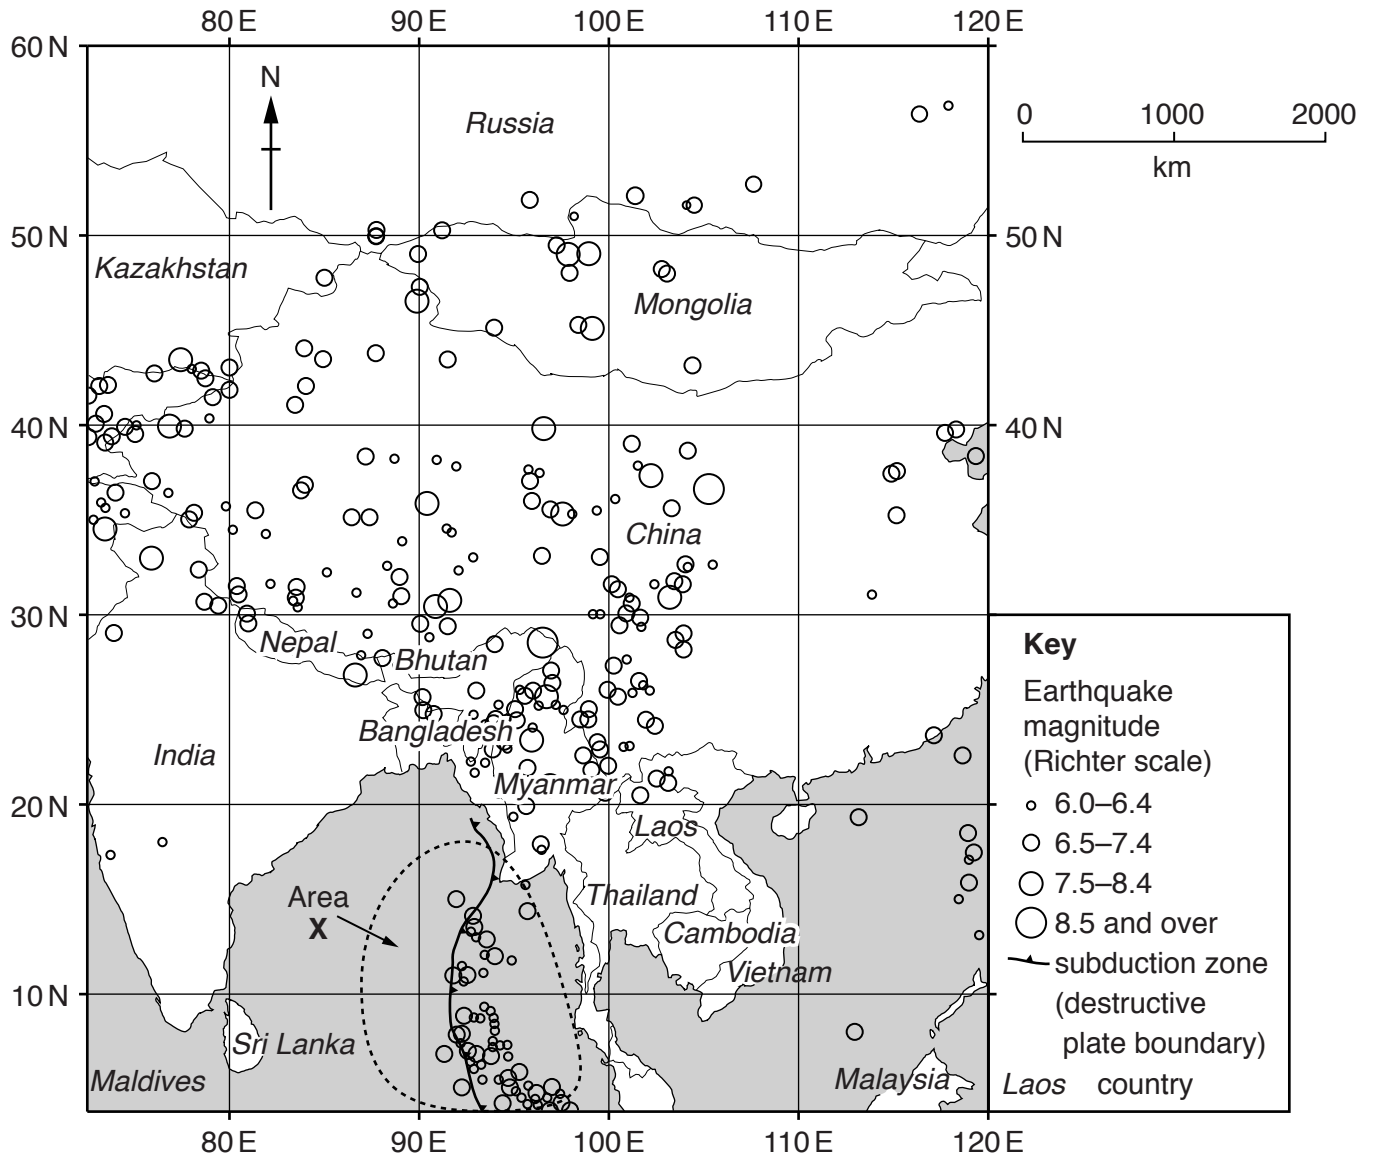 80 E 90 E 100 E 110 E 120 E
60 N
N
Russia
0 1000 2000
km
50 N 50 N
Kazakhstan
Mongolia
40 N 40 N
China
30 N
Nepal
Bhutan
Bangladesh
India
Myanmar
20 N
Laos
Area
X
Thailand
Cambodia
Vietnam
10 N
Sri Lanka
Maldives
Malaysia
80 E 90 E 100 E 110 E 120 E
Key
Earthquake
magnitude
(Richter scale)
6.0–6.4
6.5–7.4
7.5–8.4
8.5 and over
subduction zone
(destructive
plate boundary)
Laos country